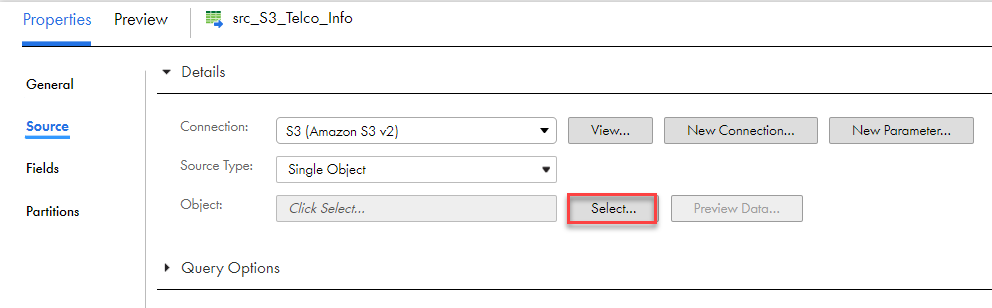 Properties Preview src_S3_Telco_Info
General
Source
Fields
Partitions
Details
Connection: S3 (Amazon S3 v2) View... New Connection... New Parameter...
Source Type: Single Object
Object: Click Select... Select... Preview Data...
Query Options